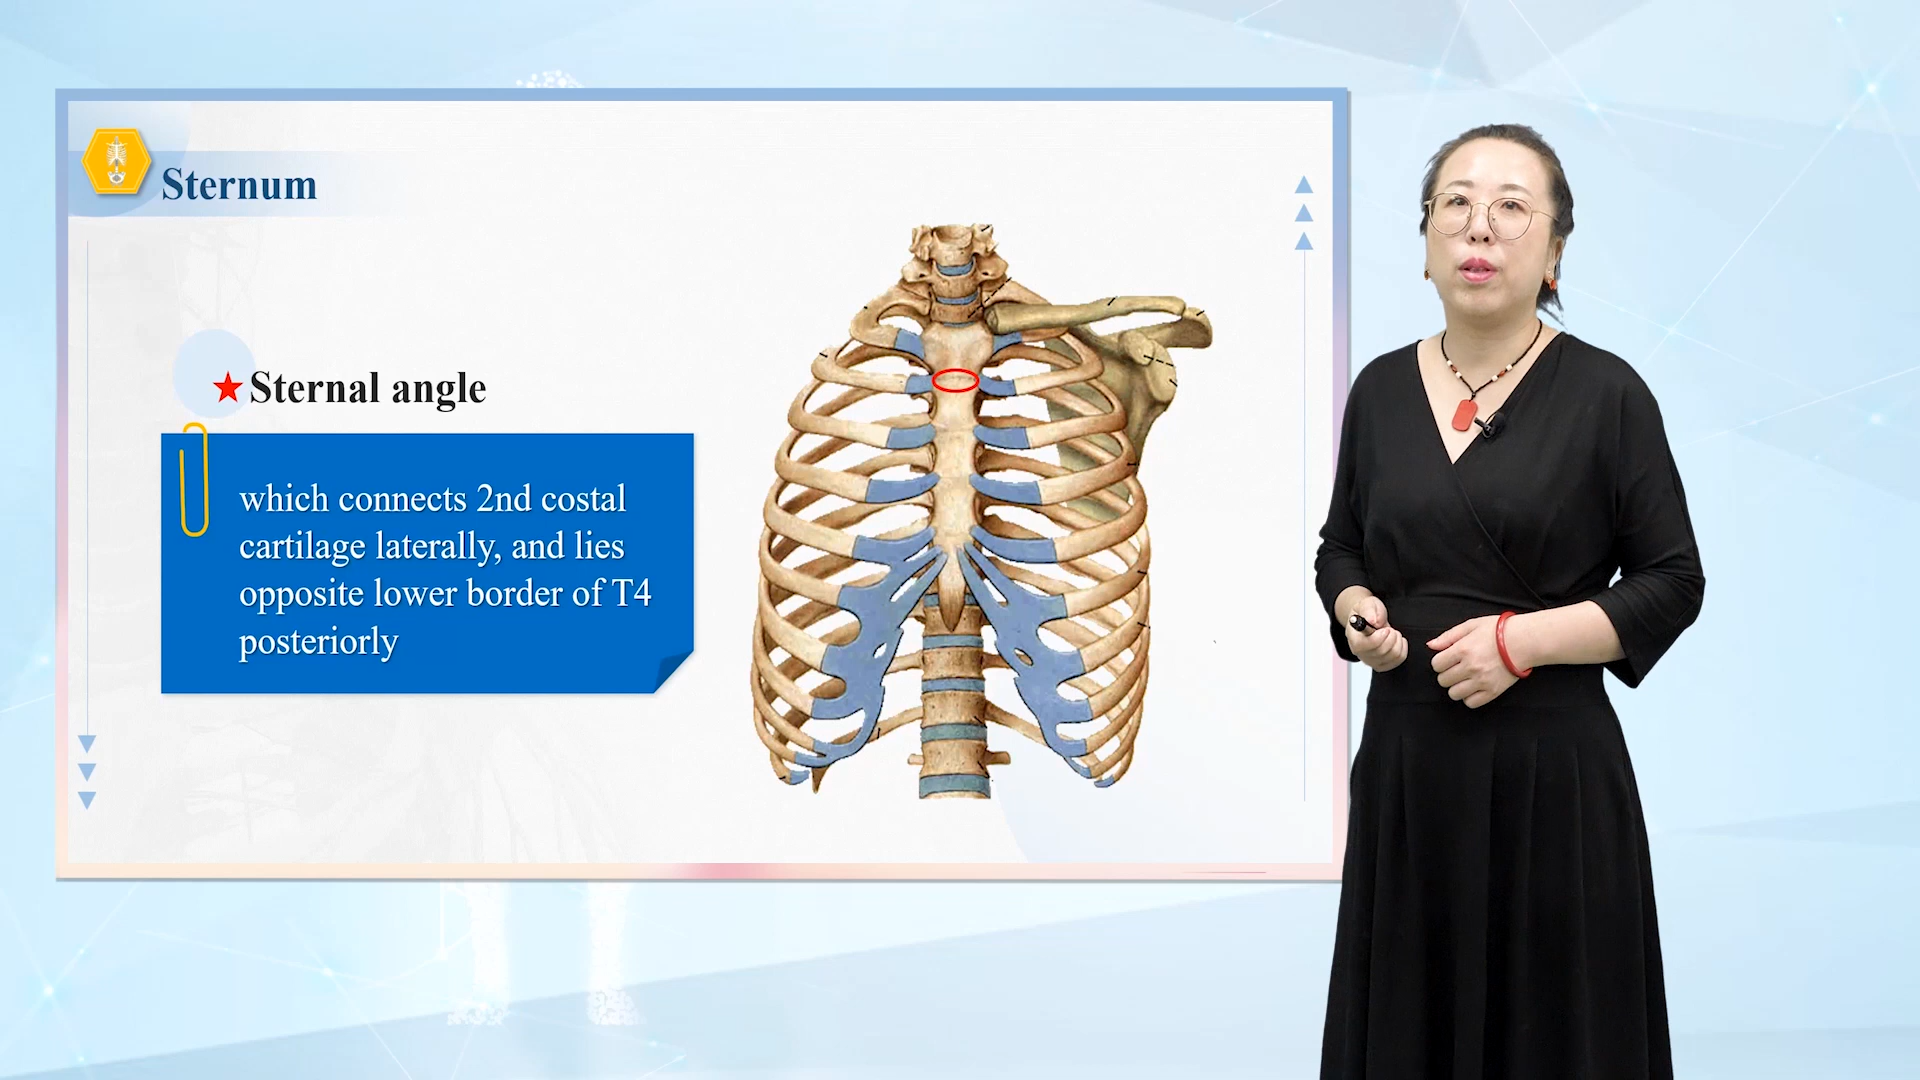 Sternum
★Sternal angle
which connects 2nd costal
cartilage laterally, and lies
opposite lower border of T4
posteriorly